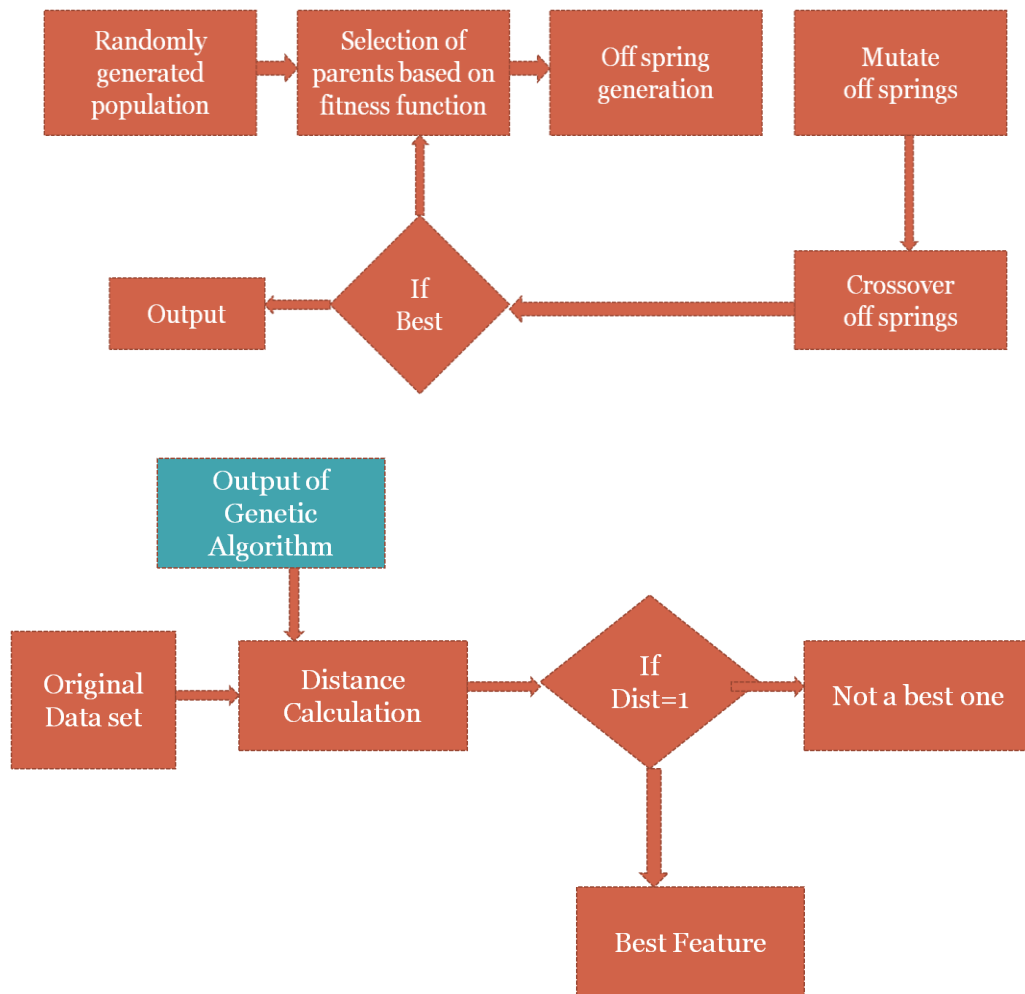 Randomly
generated
population
Selection of
parents based on
fitness function
Off spring
generation
Mutate
off springs
Output
If
Best
Crossover
off springs
Output of
Genetic
Algorithm
Original
Data set
Distance
Calculation
If
Dist=1
Not a best one
Best Feature